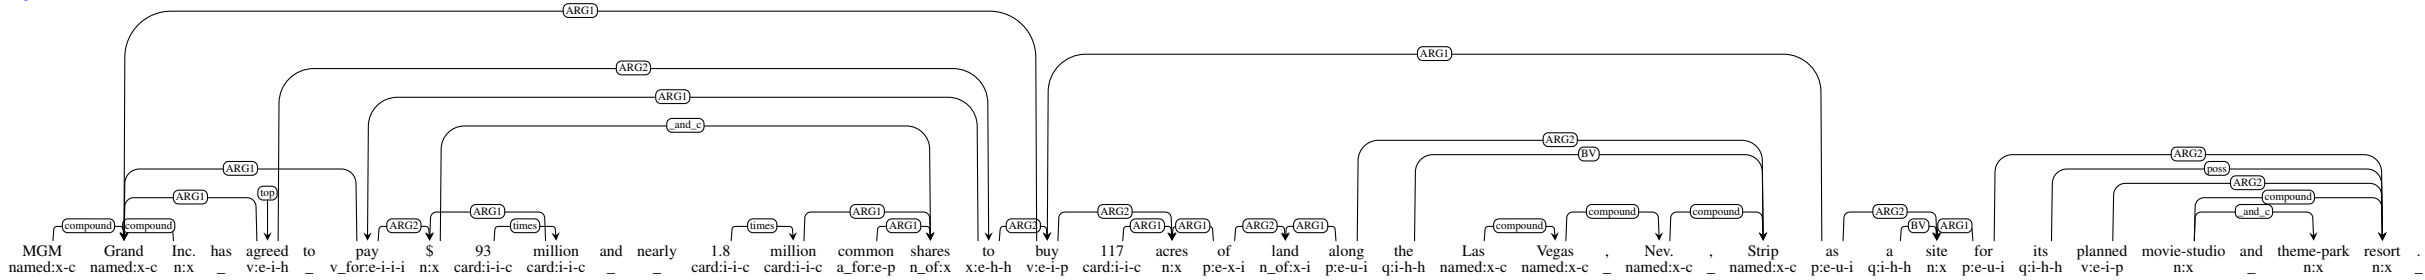 ARG1
ARG1
ARG2
ARG1
_and_c
ARG2
BV ARG2
ARG1 poss
ARG1 top ARG2
compound
ARG1 ARG1 ARG2 compound compound ARG2 _and_c
compound compound ARG2 times times ARG1 ARG2 ARG1 ARG1 ARG2 ARG1 compound BV ARG1
MGM Grand Inc. has agreed to pay $ 93 million and nearly 1.8 million common shares to buy 117 acres of land along the Las Vegas , Nev. , Strip as a site for its planned movie-studio and theme-park resort .
named:x-c named:x-c n:x _ v:e-i-h _ v_for:e-i-i-i n:x card:i-i-c card:i-i-c _ _ card:i-i-c card:i-i-c a_for:e-p n_of:x x:e-h-h v:e-i-p card:i-i-c n:x p:e-x-i n_of:x-i p:e-u-i q:i-h-h named:x-c named:x-c _ named:x-c _ named:x-c p:e-u-i q:i-h-h n:x p:e-u-i q:i-h-h v:e-i-p n:x _ n:x n:x _